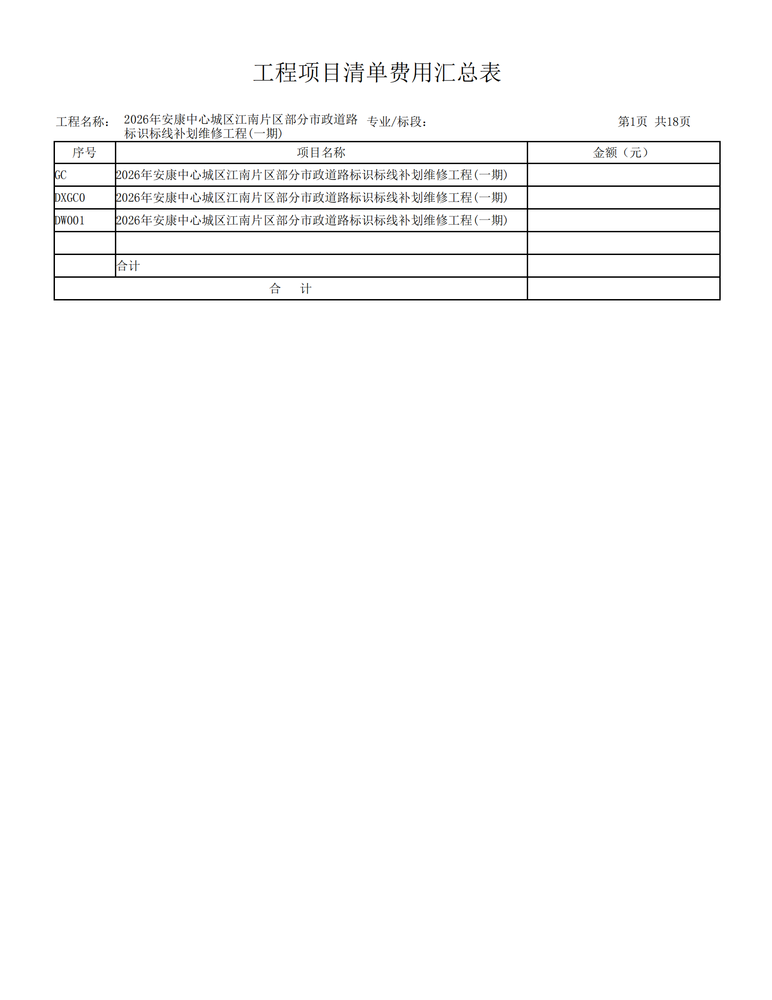 工程项目清单费用汇总表
工程名称： 2026年安康中心城区江南片区部分市政道路 专业/标段： 第1页 共18页
标识标线补划维修工程(一期)
序号 项目名称 金额（元）
GC 2026年安康中心城区江南片区部分市政道路标识标线补划维修工程(一期)
DXGC0 2026年安康中心城区江南片区部分市政道路标识标线补划维修工程(一期)
DW001 2026年安康中心城区江南片区部分市政道路标识标线补划维修工程(一期)
合计
合 计